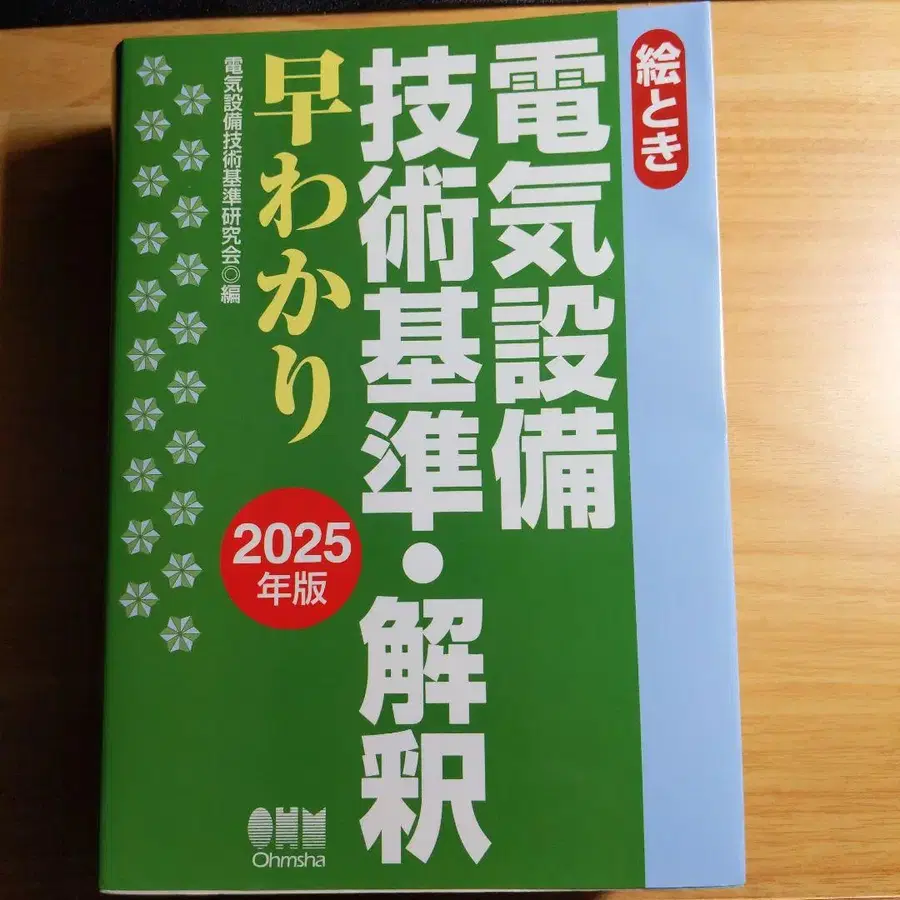 絵とき
電気設備
技術基準・解釈
早わかり
2025
年版
電気設備技術基準研究会◎編
OHM
Ohmsha